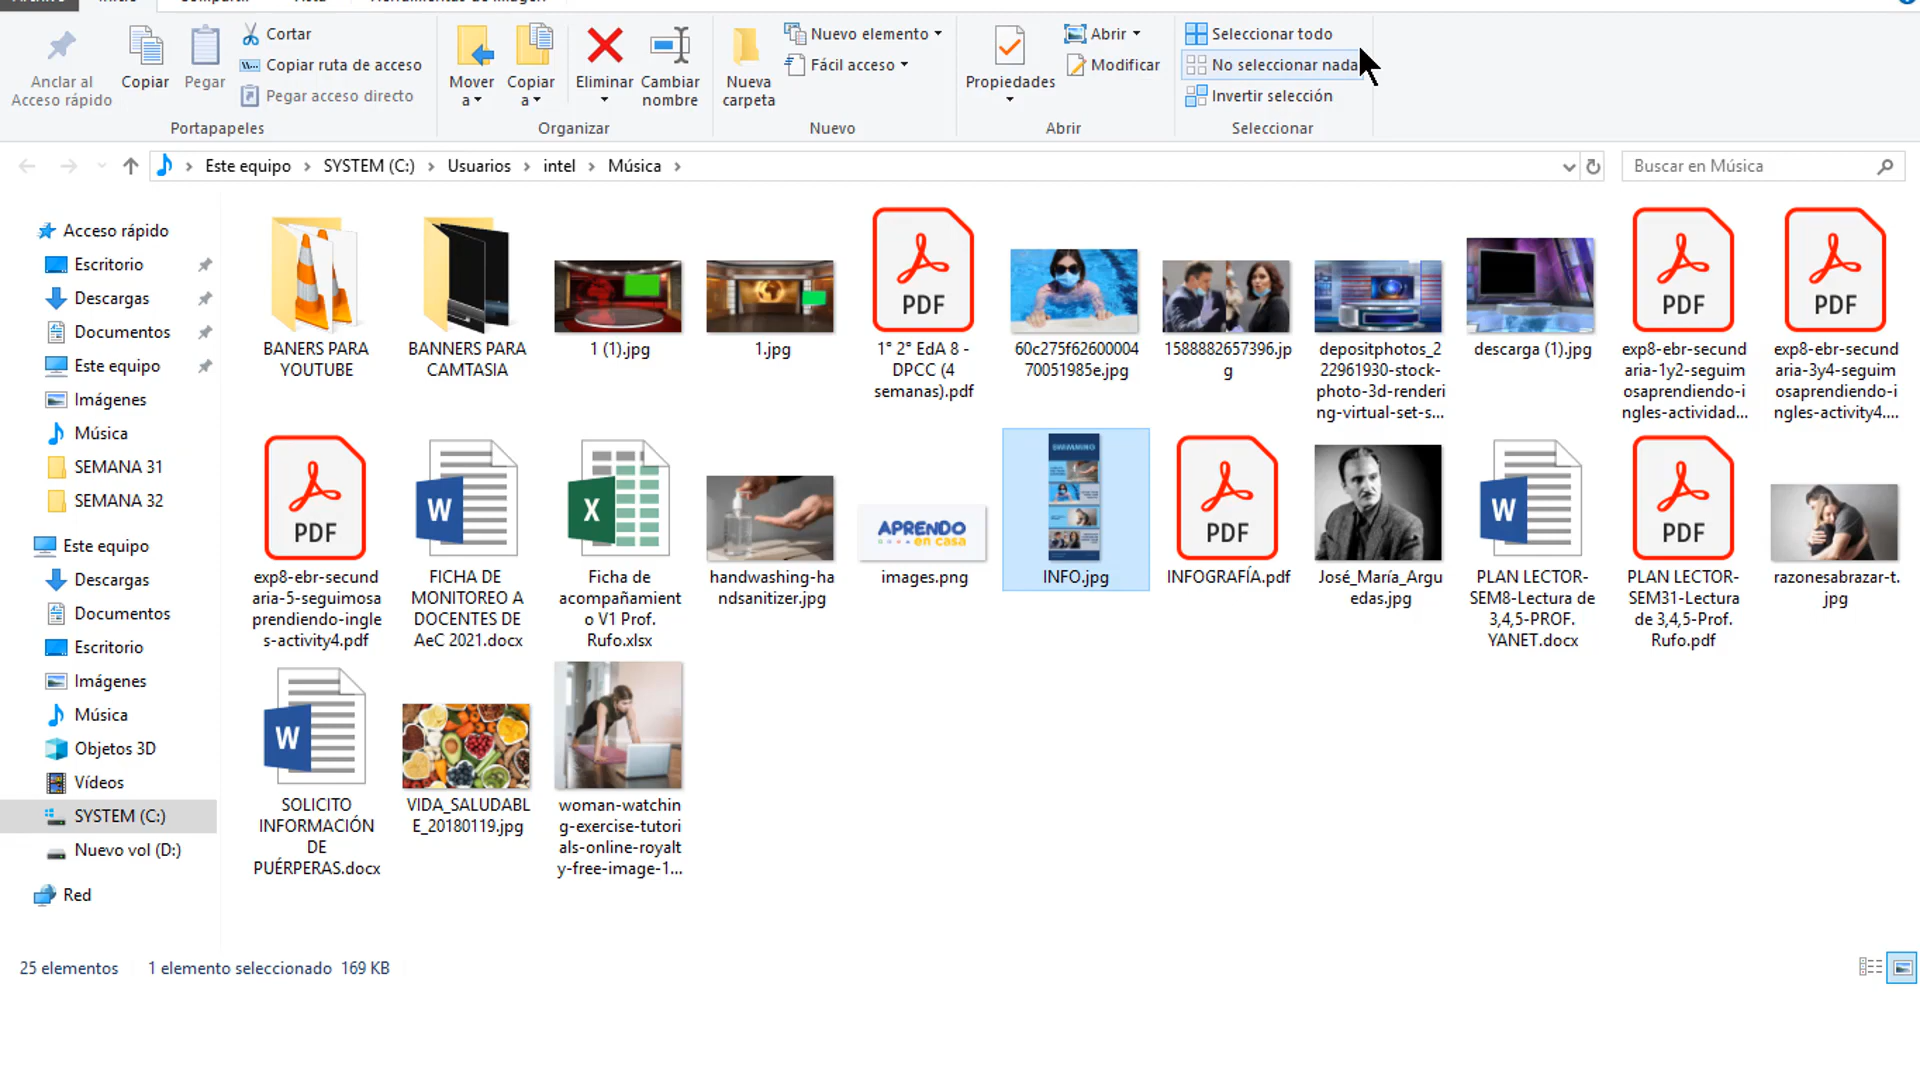 Cortar
Copiar ruta de acceso
Pegar acceso directo
Anclar al
Acceso rápido
Copiar
Pegar
Portapapeles
Mover
a
Copiar
a
Eliminar
Cambiar
nombre
Organizar
Nueva
carpeta
Nuevo elemento
Fácil acceso
Nuevo
Propiedades
Abrir
Modificar
Abrir
Seleccionar todo
No seleccionar nada
Invertir selección
Seleccionar
Este equipo > SYSTEM (C:) > Usuarios > intel > Música >
Buscar en Música
Acceso rápido
Escritorio
Descargas
Documentos
Este equipo
Imágenes
Música
SEMANA 31
SEMANA 32
Este equipo
Descargas
Documentos
Escritorio
Imágenes
Música
Objetos 3D
Vídeos
SYSTEM (C:)
Nuevo vol (D:)
Red
BANERS PARA
YOUTUBE
BANNERS PARA
CAMTASIA
1 (1).jpg
1.jpg
PDF
1° 2° EdA 8 -
DPCC (4
semanas).pdf
60c275f62600004
70051985e.jpg
1588882657396.jp
g
depositphotos_2
22961930-stock-
photo-3d-renderi
ng-virtual-set-s...
descarga (1).jpg
PDF
exp8-ebr-secund
aria-1y2-seguim
osaprendiendo-i
ngles-actividad...
PDF
exp8-ebr-secund
aria-3y4-seguim
osaprendiendo-i
ngles-activity4....
PDF
exp8-ebr-secund
aria-5-seguimosa
prendiendo-ingle
s-activity4.pdf
W
FICHA DE
MONITOREO A
DOCENTES DE
AeC 2021.docx
X
Ficha de
acompañamient
o V1 Prof.
Rufo.xlsx
handwashing-ha
ndsanitizer.jpg
APRENDO
en casa
images.png
INFO.jpg
PDF
INFOGRAFÍA.pdf
José_María_Argu
edas.jpg
W
PLAN LECTOR-
SEM8-Lectura de
3,4,5-PROF.
YANET.docx
PDF
PLAN LECTOR-
SEM31-Lectura
de 3,4,5-Prof.
Rufo.pdf
razonesabrazar-t.
jpg
W
SOLICITO
INFORMACIÓN
DE
PUÉRPERAS.docx
VIDA_SALUDABL
E_20180119.jpg
woman-watchin
g-exercise-tutori
als-online-royalt
y-free-image-1...
25 elementos
1 elemento seleccionado 169 KB